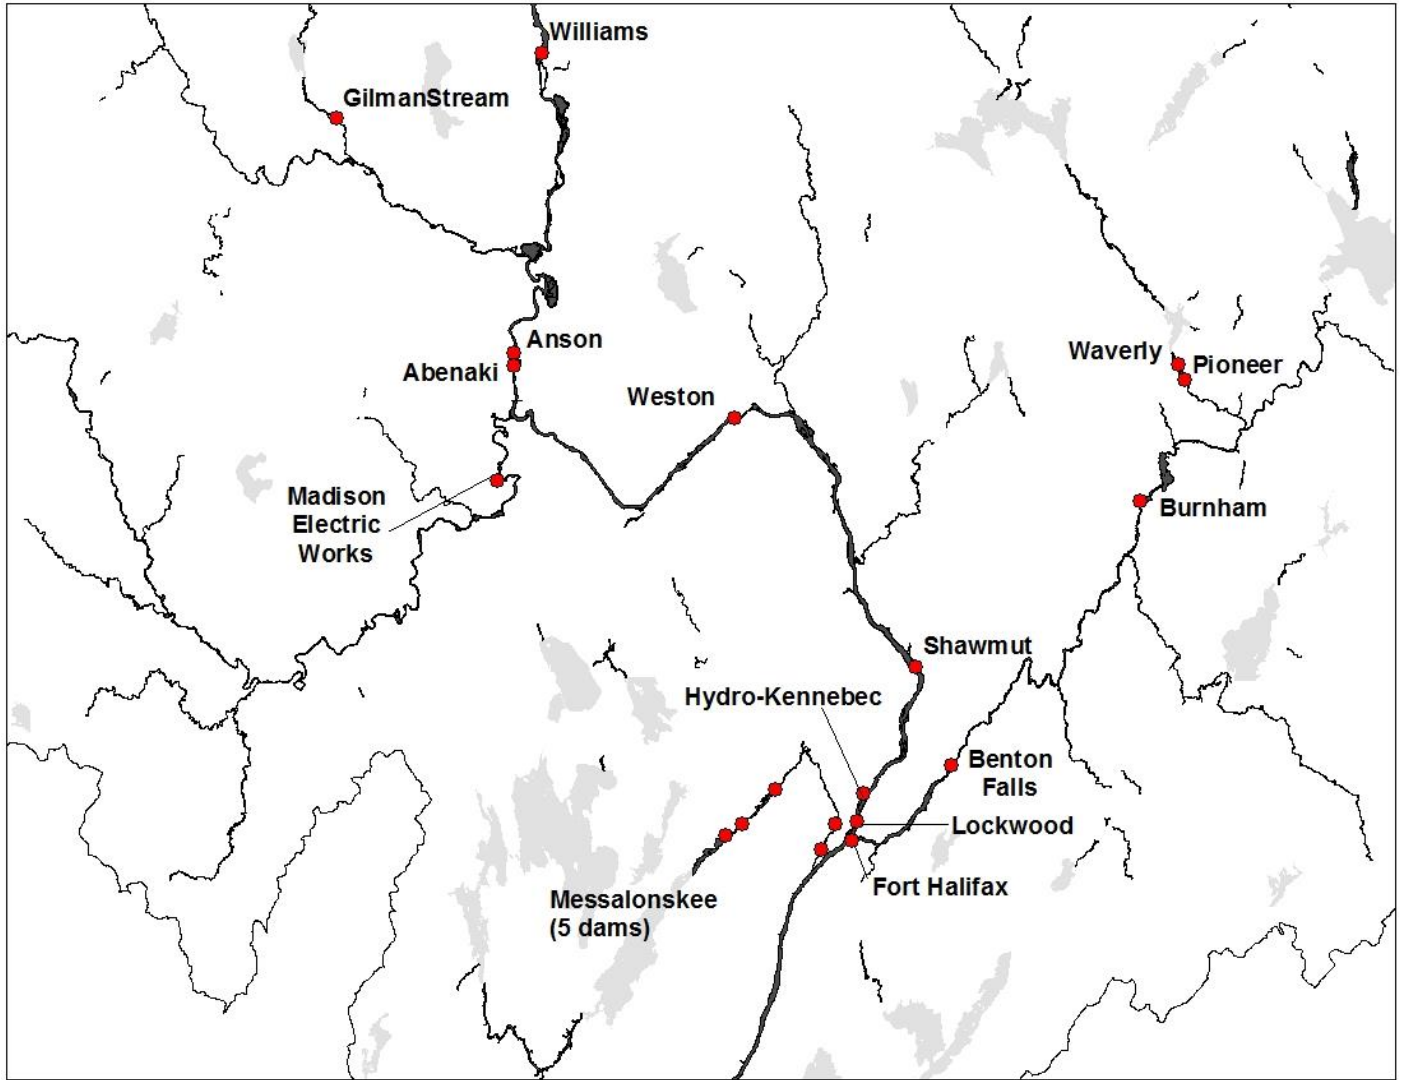 Williams
GilmanStream
Anson
Waverly
Pioneer
Abenaki
Weston
Madison
Electric
Works
Burnham
Shawmut
Hydro-Kennebec
Benton
Falls
Lockwood
Fort Halifax
Messalonskee
(5 dams)